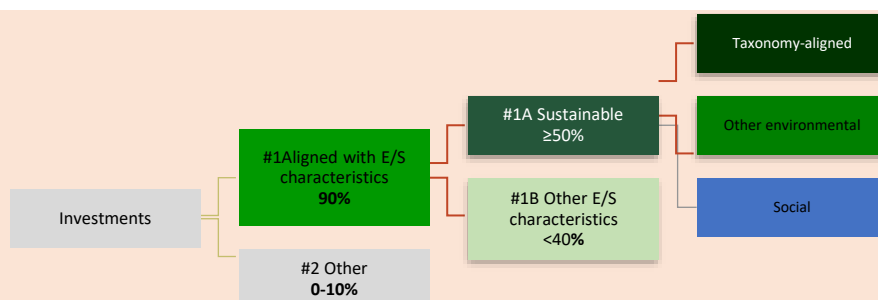 Taxonomy-aligned
#1A Sustainable
≥50%
Other environmental
#1Aligned with E/S
characteristics
90%
#1B Other E/S
characteristics
<40%
Social
Investments
#2 Other
0-10%